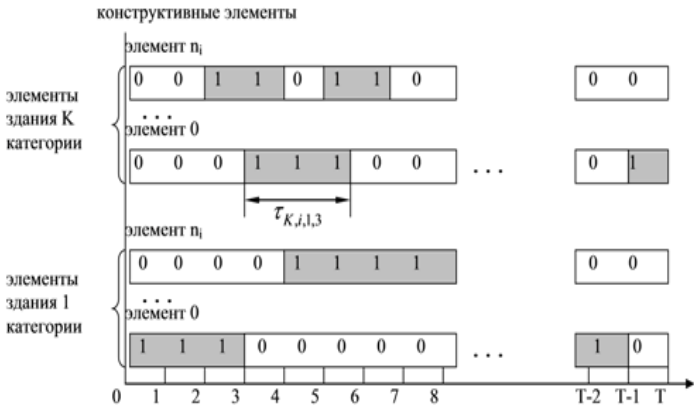 конструктивные элементы
элемент nᵢ
0 0 1 1 0 1 1 0 0 0
элементы
здания K
категории
. . .
элемент 0
0 0 0 1 1 1 0 0 . . . 0 1
τK,i,1,3
элемент nᵢ
0 0 0 0 1 1 1 1 0 0
элементы
здания 1
категории
. . .
элемент 0
1 1 1 0 0 0 0 0 . . . 1 0
0 1 2 3 4 5 6 7 8 T-2 T-1 T